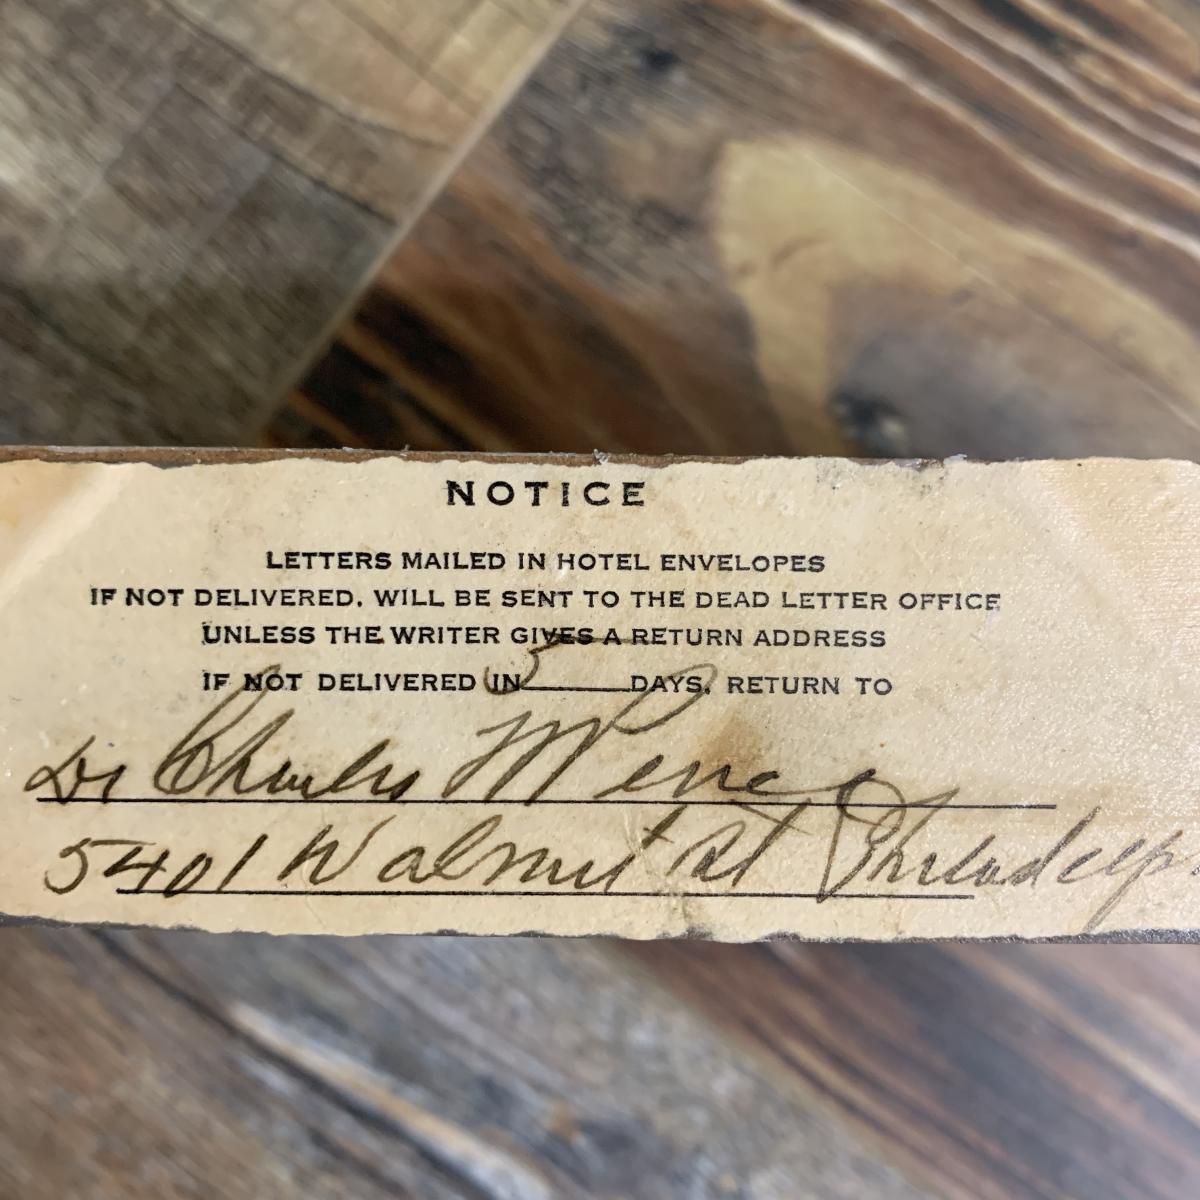 NOTICE
LETTERS MAILED IN HOTEL ENVELOPES
IF NOT DELIVERED, WILL BE SENT TO THE DEAD LETTER OFFICE
UNLESS THE WRITER GIVES A RETURN ADDRESS
IF NOT DELIVERED IN 5 DAYS, RETURN TO
Dr Charles M Pence
5401 Walnut St Philadelp